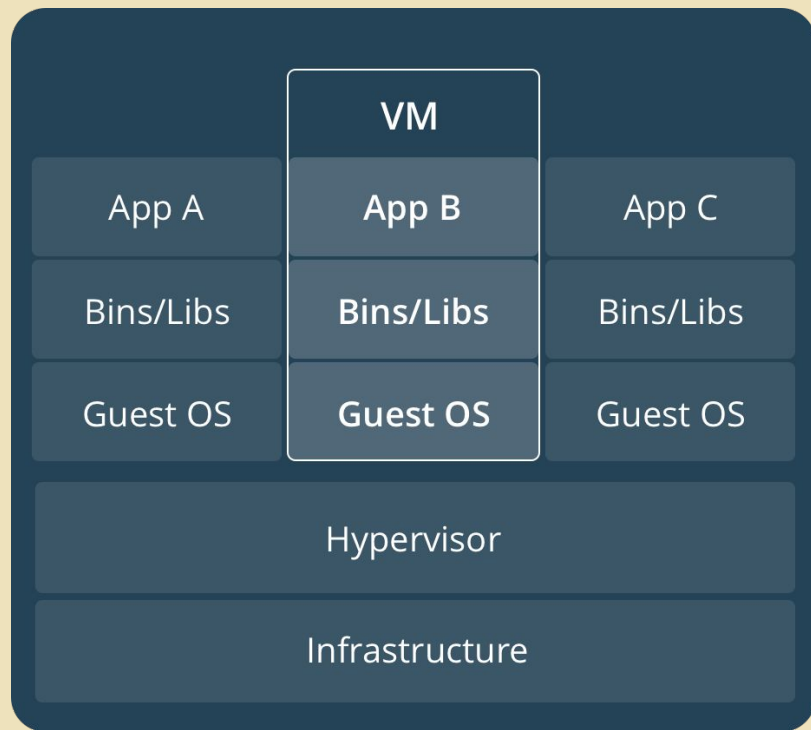 VM
App A
App B
App C
Bins/Libs
Bins/Libs
Bins/Libs
Guest OS
Guest OS
Guest OS
Hypervisor
Infrastructure